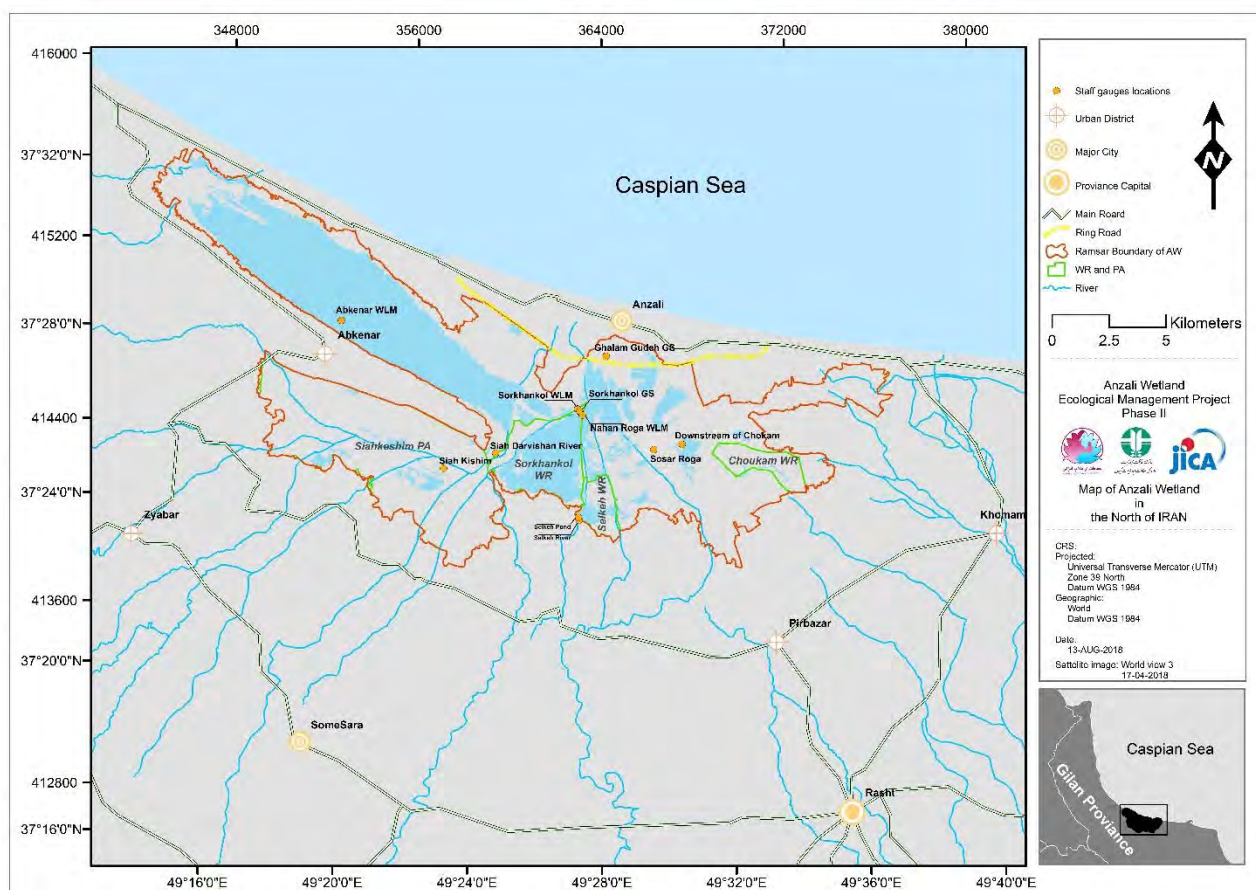 348000
356000
364000
372000
380000
416000
37°32'0"N
415200
37°28'0"N
414400
37°24'0"N
413600
37°20'0"N
412800
37°16'0"N
Caspian Sea
Anzali
Abkenar WLM
Abkenar
Ghalam Gudeh GS
Sorkhankol WLM
Sorkhankol GS
Nahan Roga WLM
Siahkeshim PA
Siah Darvishan River
Siah Kishim
Sorkhankol
WR
Downstream of Chokam
Sosar Roga
Choukam WR
Selkeh WR
Selkeh Pond
Selkeh River
Zyabar
Khomam
Pirbazar
SomeSara
Rasht
49°16'0"E
49°20'0"E
49°24'0"E
49°28'0"E
49°32'0"E
49°36'0"E
49°40'0"E
Staff gauges locations
Urban District
Major City
Proviance Capital
Main Roard
Ring Road
Ramsar Boundary of AW
WR and PA
River
N
Kilometers
0 2.5 5
Anzali Wetland
Ecological Management Project
Phase II
JICA
Map of Anzali Wetland
in
the North of IRAN
CRS:
Projected:
Universal Transverse Mercator (UTM)
Zone 39 North
Datum WGS 1984
Geographic:
World
Datum WGS 1984
Date:
13-AUG-2018
Sattolito image: World view 3
17-04-2018
Caspian Sea
Gilan Proviance